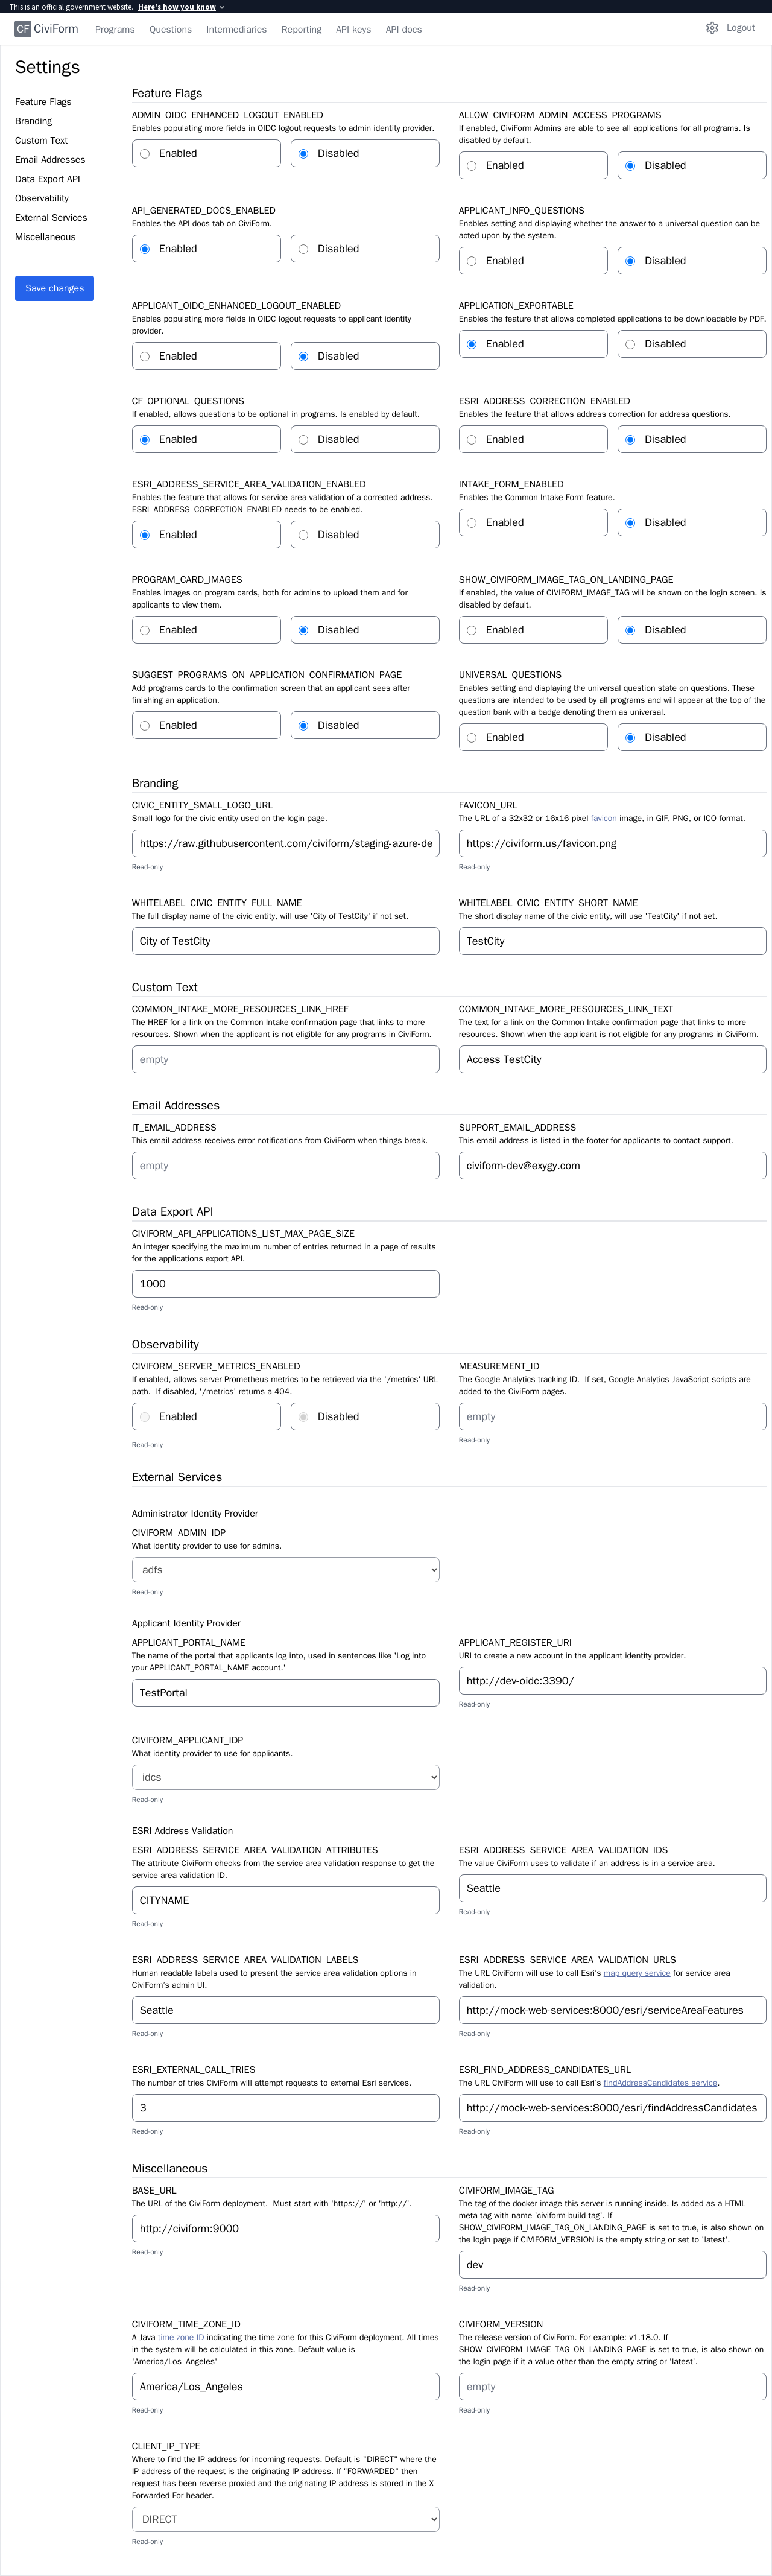 This is an official government website. Here's how you know
CF CiviForm Programs Questions Intermediaries Reporting API keys API docs Logout
Settings
Feature Flags
Branding
Custom Text
Email Addresses
Data Export API
Observability
External Services
Miscellaneous
Save changes
Feature Flags
ADMIN_OIDC_ENHANCED_LOGOUT_ENABLED
Enables populating more fields in OIDC logout requests to admin identity provider.
Enabled Disabled
ALLOW_CIVIFORM_ADMIN_ACCESS_PROGRAMS
If enabled, CiviForm Admins are able to see all applications for all programs. Is
disabled by default.
Enabled Disabled
API_GENERATED_DOCS_ENABLED
Enables the API docs tab on CiviForm.
Enabled Disabled
APPLICANT_INFO_QUESTIONS
Enables setting and displaying whether the answer to a universal question can be
acted upon by the system.
Enabled Disabled
APPLICANT_OIDC_ENHANCED_LOGOUT_ENABLED
Enables populating more fields in OIDC logout requests to applicant identity
provider.
Enabled Disabled
APPLICATION_EXPORTABLE
Enables the feature that allows completed applications to be downloadable by PDF.
Enabled Disabled
CF_OPTIONAL_QUESTIONS
If enabled, allows questions to be optional in programs. Is enabled by default.
Enabled Disabled
ESRI_ADDRESS_CORRECTION_ENABLED
Enables the feature that allows address correction for address questions.
Enabled Disabled
ESRI_ADDRESS_SERVICE_AREA_VALIDATION_ENABLED
Enables the feature that allows for service area validation of a corrected address.
ESRI_ADDRESS_CORRECTION_ENABLED needs to be enabled.
Enabled Disabled
INTAKE_FORM_ENABLED
Enables the Common Intake Form feature.
Enabled Disabled
PROGRAM_CARD_IMAGES
Enables images on program cards, both for admins to upload them and for
applicants to view them.
Enabled Disabled
SHOW_CIVIFORM_IMAGE_TAG_ON_LANDING_PAGE
If enabled, the value of CIVIFORM_IMAGE_TAG will be shown on the login screen. Is
disabled by default.
Enabled Disabled
SUGGEST_PROGRAMS_ON_APPLICATION_CONFIRMATION_PAGE
Add programs cards to the confirmation screen that an applicant sees after
finishing an application.
Enabled Disabled
UNIVERSAL_QUESTIONS
Enables setting and displaying the universal question state on questions. These
questions are intended to be used by all programs and will appear at the top of the
question bank with a badge denoting them as universal.
Enabled Disabled
Branding
CIVIC_ENTITY_SMALL_LOGO_URL
Small logo for the civic entity used on the login page.
https://raw.githubusercontent.com/civiform/staging-azure-de
Read-only
FAVICON_URL
The URL of a 32x32 or 16x16 pixel favicon image, in GIF, PNG, or ICO format.
https://civiform.us/favicon.png
Read-only
WHITELABEL_CIVIC_ENTITY_FULL_NAME
The full display name of the civic entity, will use 'City of TestCity' if not set.
City of TestCity
WHITELABEL_CIVIC_ENTITY_SHORT_NAME
The short display name of the civic entity, will use 'TestCity' if not set.
TestCity
Custom Text
COMMON_INTAKE_MORE_RESOURCES_LINK_HREF
The HREF for a link on the Common Intake confirmation page that links to more
resources. Shown when the applicant is not eligible for any programs in CiviForm.
empty
COMMON_INTAKE_MORE_RESOURCES_LINK_TEXT
The text for a link on the Common Intake confirmation page that links to more
resources. Shown when the applicant is not eligible for any programs in CiviForm.
Access TestCity
Email Addresses
IT_EMAIL_ADDRESS
This email address receives error notifications from CiviForm when things break.
empty
SUPPORT_EMAIL_ADDRESS
This email address is listed in the footer for applicants to contact support.
civiform-dev@exygy.com
Data Export API
CIVIFORM_API_APPLICATIONS_LIST_MAX_PAGE_SIZE
An integer specifying the maximum number of entries returned in a page of results
for the applications export API.
1000
Read-only
Observability
CIVIFORM_SERVER_METRICS_ENABLED
If enabled, allows server Prometheus metrics to be retrieved via the '/metrics' URL
path. If disabled, '/metrics' returns a 404.
Enabled Disabled
Read-only
MEASUREMENT_ID
The Google Analytics tracking ID. If set, Google Analytics JavaScript scripts are
added to the CiviForm pages.
empty
Read-only
External Services
Administrator Identity Provider
CIVIFORM_ADMIN_IDP
What identity provider to use for admins.
adfs
Read-only
Applicant Identity Provider
APPLICANT_PORTAL_NAME
The name of the portal that applicants log into, used in sentences like 'Log into
your APPLICANT_PORTAL_NAME account.'
TestPortal
APPLICANT_REGISTER_URI
URI to create a new account in the applicant identity provider.
http://dev-oidc:3390/
Read-only
CIVIFORM_APPLICANT_IDP
What identity provider to use for applicants.
idcs
Read-only
ESRI Address Validation
ESRI_ADDRESS_SERVICE_AREA_VALIDATION_ATTRIBUTES
The attribute CiviForm checks from the service area validation response to get the
service area validation ID.
CITYNAME
Read-only
ESRI_ADDRESS_SERVICE_AREA_VALIDATION_IDS
The value CiviForm uses to validate if an address is in a service area.
Seattle
Read-only
ESRI_ADDRESS_SERVICE_AREA_VALIDATION_LABELS
Human readable labels used to present the service area validation options in
CiviForm's admin UI.
Seattle
Read-only
ESRI_ADDRESS_SERVICE_AREA_VALIDATION_URLS
The URL CiviForm will use to call Esri's map query service for service area
validation.
http://mock-web-services:8000/esri/serviceAreaFeatures
Read-only
ESRI_EXTERNAL_CALL_TRIES
The number of tries CiviForm will attempt requests to external Esri services.
3
Read-only
ESRI_FIND_ADDRESS_CANDIDATES_URL
The URL CiviForm will use to call Esri's findAddressCandidates service.
http://mock-web-services:8000/esri/findAddressCandidates
Read-only
Miscellaneous
BASE_URL
The URL of the CiviForm deployment. Must start with 'https://' or 'http://'.
http://civiform:9000
Read-only
CIVIFORM_IMAGE_TAG
The tag of the docker image this server is running inside. Is added as a HTML
meta tag with name 'civiform-build-tag'. If
SHOW_CIVIFORM_IMAGE_TAG_ON_LANDING_PAGE is set to true, is also shown on
the login page if CIVIFORM_VERSION is the empty string or set to 'latest'.
dev
Read-only
CIVIFORM_TIME_ZONE_ID
A Java time zone ID indicating the time zone for this CiviForm deployment. All times
in the system will be calculated in this zone. Default value is
'America/Los_Angeles'
America/Los_Angeles
Read-only
CIVIFORM_VERSION
The release version of CiviForm. For example: v1.18.0. If
SHOW_CIVIFORM_IMAGE_TAG_ON_LANDING_PAGE is set to true, is also shown on
the login page if it a value other than the empty string or 'latest'.
empty
Read-only
CLIENT_IP_TYPE
Where to find the IP address for incoming requests. Default is "DIRECT" where the
IP address of the request is the originating IP address. If "FORWARDED" then
request has been reverse proxied and the originating IP address is stored in the X-
Forwarded-For header.
DIRECT
Read-only